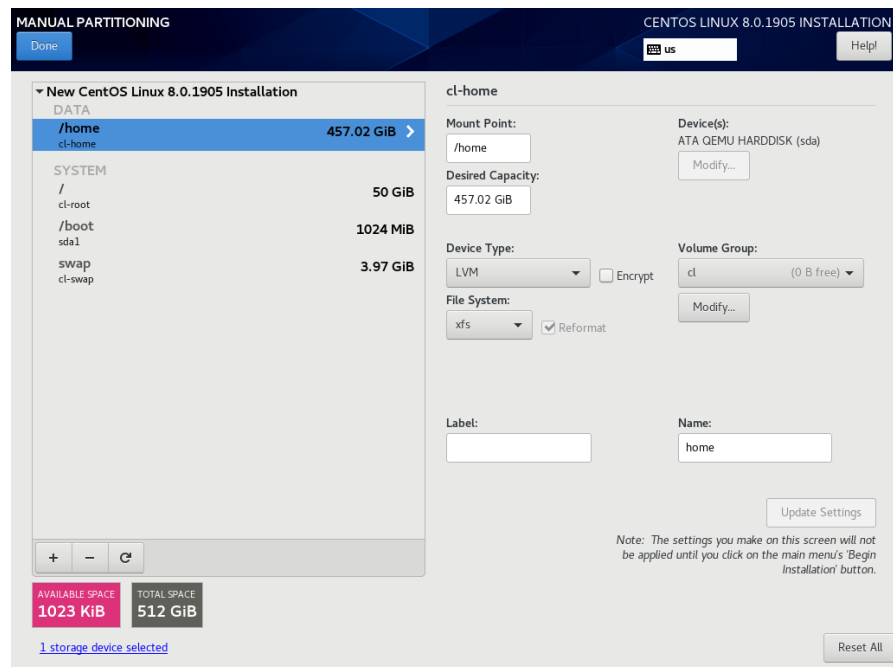 MANUAL PARTITIONING
CENTOS LINUX 8.0.1905 INSTALLATION
Done
us
Help!
New CentOS Linux 8.0.1905 Installation
DATA
/home
457.02 GiB
cl-home
SYSTEM
/
50 GiB
cl-root
/boot
1024 MiB
sda1
swap
3.97 GiB
cl-swap
+ −
AVAILABLE SPACE
1023 KiB
TOTAL SPACE
512 GiB
1 storage device selected
cl-home
Mount Point:
/home
Device(s):
ATA QEMU HARDDISK (sda)
Modify...
Desired Capacity:
457.02 GiB
Device Type:
LVM
Encrypt
Volume Group:
cl (0 B free)
Modify...
File System:
xfs
Reformat
Label:
Name:
home
Update Settings
Note: The settings you make on this screen will not
be applied until you click on the main menu's 'Begin
Installation' button.
Reset All